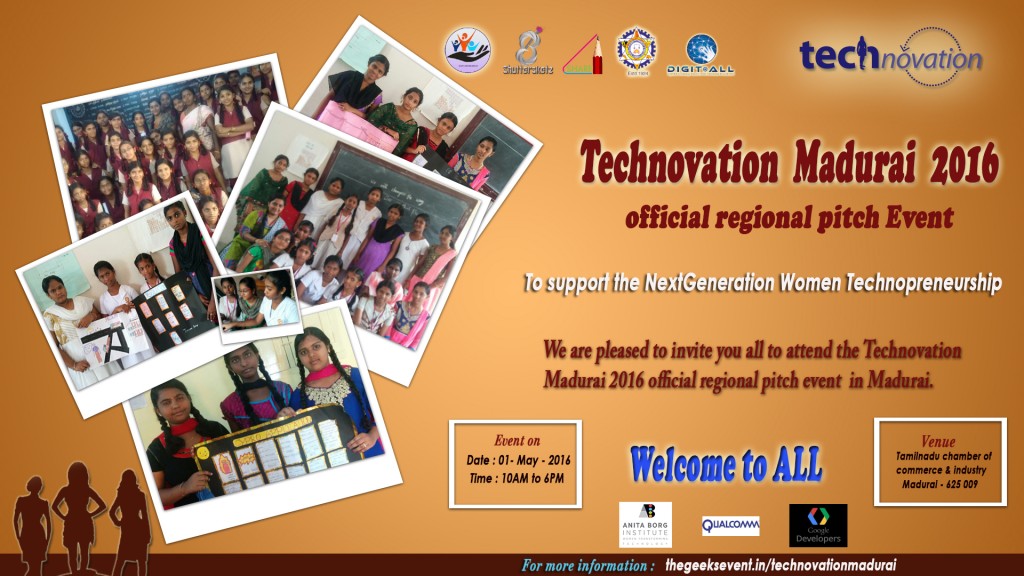 Shuttersketz
DIGIT●ALL
technovation
Technovation Madurai 2016
official regional pitch Event
To support the NextGeneration Women Technopreneurship
We are pleased to invite you all to attend the Technovation
Madurai 2016 official regional pitch event in Madurai.
Event on
Date : 01- May - 2016
Time : 10AM to 6PM
Welcome to ALL
Venue
Tamilnadu chamber of
commerce & Industry
Madurai - 625 009
ANITA BORG
INSTITUTE
QUALCOMM
Google
Developers
For more information : thegeeksevent.in/technovationmadurai